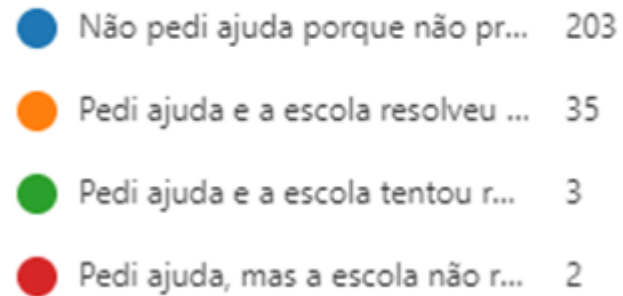 Não pedi ajuda porque não pr... 203
Pedi ajuda e a escola resolveu ... 35
Pedi ajuda e a escola tentou r... 3
Pedi ajuda, mas a escola não r... 2